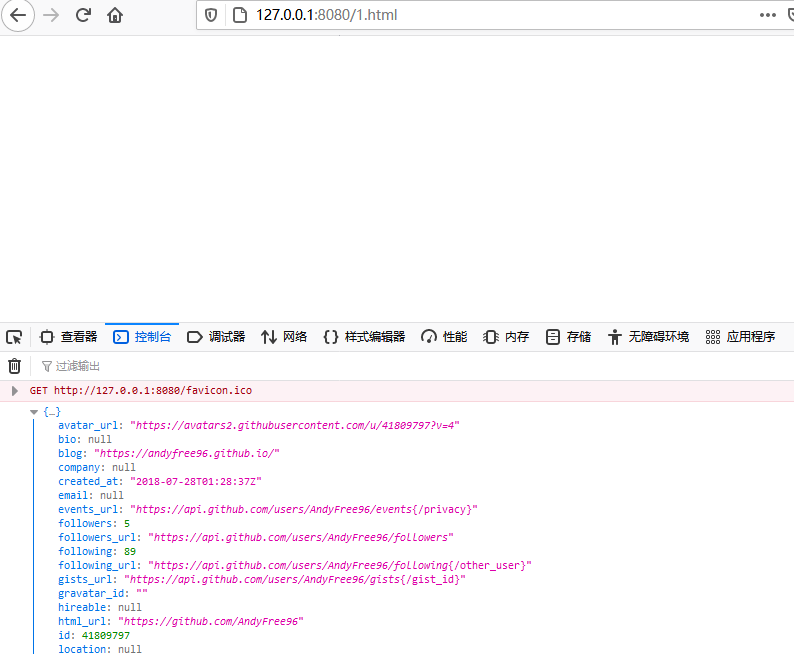 127.0.0.1:8080/1.html
查看器 控制台 调试器 网络 {} 样式编辑器 性能 内存 存储 无障碍环境 应用程序
过滤输出
GET http://127.0.0.1:8080/favicon.ico
{…}
avatar_url: "https://avatars2.githubusercontent.com/u/41809797?v=4"
bio: null
blog: "https://andyfree96.github.io/"
company: null
created_at: "2018-07-28T01:28:37Z"
email: null
events_url: "https://api.github.com/users/AndyFree96/events{/privacy}"
followers: 5
followers_url: "https://api.github.com/users/AndyFree96/followers"
following: 89
following_url: "https://api.github.com/users/AndyFree96/following{/other_user}"
gists_url: "https://api.github.com/users/AndyFree96/gists{/gist_id}"
gravatar_id: ""
hireable: null
html_url: "https://github.com/AndyFree96"
id: 41809797
location: null